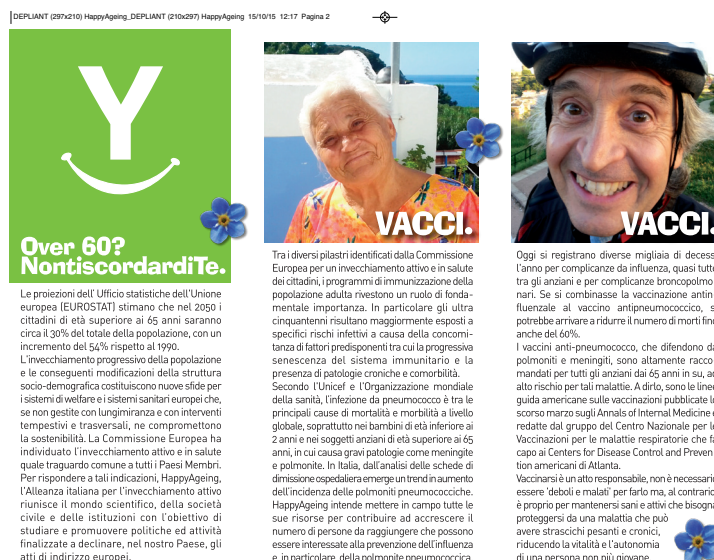 DEPLIANT (297x210) HappyAgeing_DEPLIANT (210x297) HappyAgeing 15/10/15 12:17 Pagina 2
Y
Over 60?
NontiscordardiTe.
Le proiezioni dell' Ufficio statistiche dell'Unione
europea (EUROSTAT) stimano che nel 2050 i
cittadini di età superiore ai 65 anni saranno
circa il 30% del totale della popolazione, con un
incremento del 54% rispetto al 1990.
L'invecchiamento progressivo della popolazione
e le conseguenti modificazioni della struttura
socio-demografica costituiscono nuove sfide per
i sistemi di welfare e i sistemi sanitari europei che,
se non gestite con lungimiranza e con interventi
tempestivi e trasversali, ne compromettono
la sostenibilità. La Commissione Europea ha
individuato l'invecchiamento attivo e in salute
quale traguardo comune a tutti i Paesi Membri.
Per rispondere a tali indicazioni, HappyAgeing,
l'Alleanza italiana per l'invecchiamento attivo
riunisce il mondo scientifico, della società
civile e delle istituzioni con l'obiettivo di
studiare e promuovere politiche ed attività
finalizzate a declinare, nel nostro Paese, gli
atti di indirizzo europei.
VACCI.
Tra i diversi pilastri identificati dalla Commissione
Europea per un invecchiamento attivo e in salute
dei cittadini, i programmi di immunizzazione della
popolazione adulta rivestono un ruolo di fonda-
mentale importanza. In particolare gli ultra
cinquantenni risultano maggiormente esposti a
specifici rischi infettivi a causa della concomi-
tanza di fattori predisponenti tra cui la progressiva
senescenza del sistema immunitario e la
presenza di patologie croniche e comorbilità.
Secondo l'Unicef e l'Organizzazione mondiale
della sanità, l'infezione da pneumococco è tra le
principali cause di mortalità e morbilità a livello
globale, soprattutto nei bambini di età inferiore ai
2 anni e nei soggetti anziani di età superiore ai 65
anni, in cui causa gravi patologie come meningite
e polmonite. In Italia, dall'analisi delle schede di
dimissione ospedaliera emerge un trend in aumento
dell'incidenza delle polmoniti pneumococciche.
HappyAgeing intende mettere in campo tutte le
sue risorse per contribuire ad accrescere il
numero di persone da raggiungere che possono
essere interessate alla prevenzione dell'influenza
e, in particolare, della polmonite pneumococcica.
VACCI.
Oggi si registrano diverse migliaia di decess
l'anno per complicanze da influenza, quasi tutte
tra gli anziani e per complicanze broncopolmo
nari. Se si combinasse la vaccinazione antin
fluenzale al vaccino antipneumococcico, s
potrebbe arrivare a ridurre il numero di morti fino
anche del 60%.
I vaccini anti-pneumococco, che difendono da
polmoniti e meningiti, sono altamente racco
mandati per tutti gli anziani dai 65 anni in su, ad
alto rischio per tali malattie. A dirlo, sono le linee
guida americane sulle vaccinazioni pubblicate lo
scorso marzo sugli Annals of Internal Medicine e
redatte dal gruppo del Centro Nazionale per le
Vaccinazioni per le malattie respiratorie che fa
capo ai Centers for Disease Control and Preven
tion americani di Atlanta.
Vaccinarsi è un atto responsabile, non è necessario
essere 'deboli e malati' per farlo ma, al contrario
è proprio per mantenersi sani e attivi che bisogna
proteggersi da una malattia che può
avere strascichi pesanti e cronici,
riducendo la vitalità e l'autonomia
di una persona non più giovane